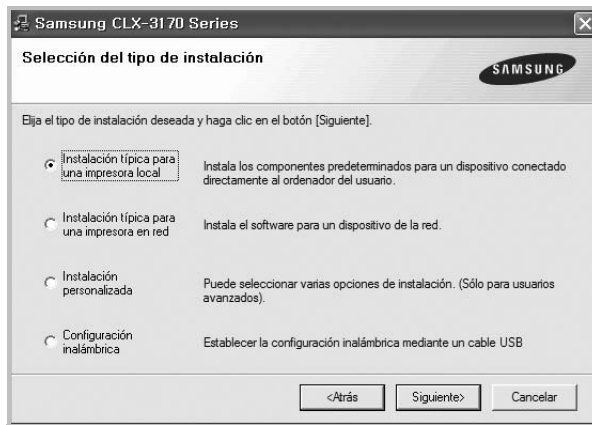 Samsung CLX-3170 Series
Selección del tipo de instalación
SAMSUNG
Elija el tipo de instalación deseada y haga clic en el botón [Siguiente].
Instalación típica para
una impresora local
Instala los componentes predeterminados para un dispositivo conectado
directamente al ordenador del usuario.
Instalación típica para
una impresora en red
Instala el software para un dispositivo de la red.
Instalación
personalizada
Puede seleccionar varias opciones de instalación. (Sólo para usuarios
avanzados).
Configuración
inalámbrica
Establecer la configuración inalámbrica mediante un cable USB
<Atrás
Siguiente>
Cancelar